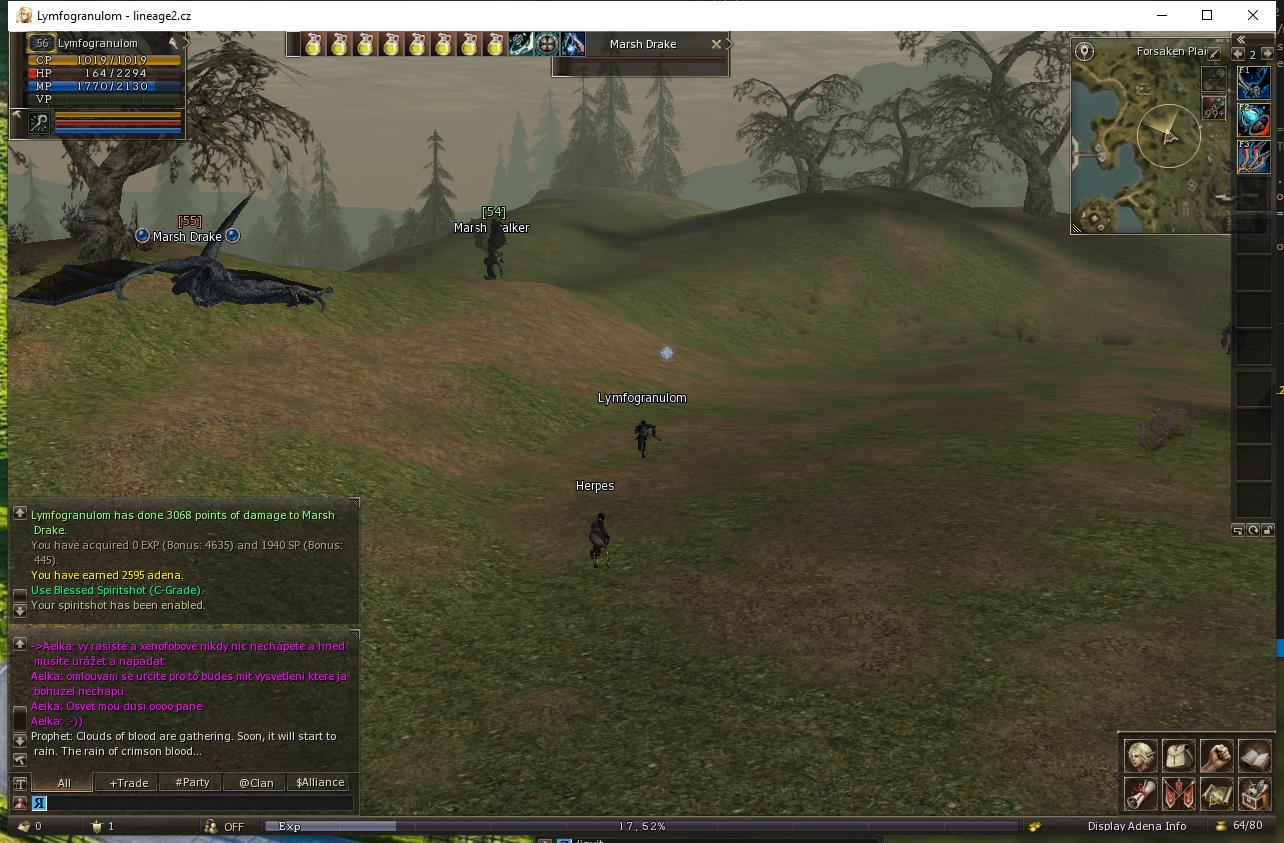 Lymfogranulom - lineage2.cz
56 Lymfogranulom
CP 1019/1019
HP 164/2294
MP 1770/2130
VP
Marsh Drake
Forsaken Plai
2
99+
F1
F2
F3
[55]
Marsh Drake
[54]
Marsh alker
Lymfogranulom
Herpes
Lymfogranulom has done 3068 points of damage to Marsh
Drake.
You have acquired 0 EXP (Bonus: 4635) and 1940 SP (Bonus:
445).
You have earned 2595 adena.
Use Blessed Spiritshot (C-Grade).
Your spiritshot has been enabled.
->Aelka: vy rasisté a xenofobové nikdy nic nechápete a hned
musíte urážet a napadat
Aelka: omlouvam se urcite pro to budes mit vysvetleni ktere ja
bohuzel nechapu
Aelka: Osvet mou dusi oooo pane
Aelka: :-))
Prophet: Clouds of blood are gathering. Soon, it will start to
rain. The rain of crimson blood...
All +Trade #Party @Clan $Alliance
0 1 OFF Exp 17,52% Display Adena Info 64/80